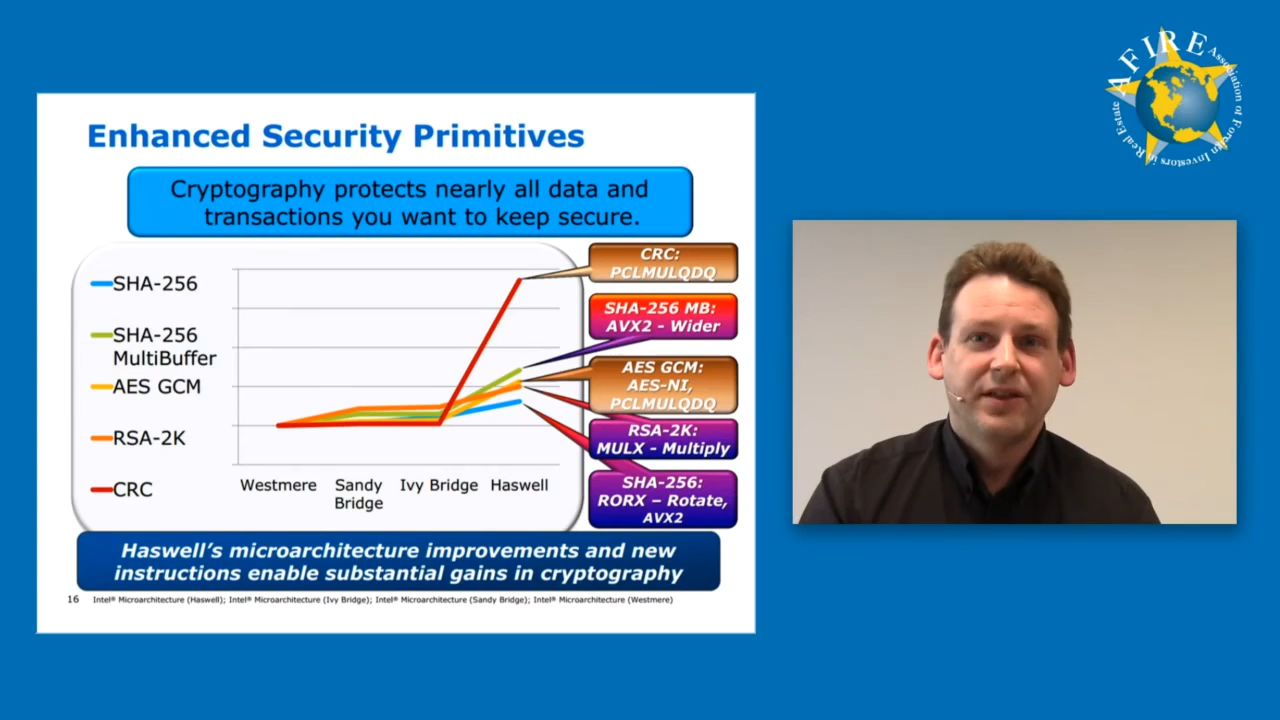 Enhanced Security Primitives
Cryptography protects nearly all data and
transactions you want to keep secure.
SHA-256
SHA-256
MultiBuffer
AES GCM
RSA-2K
CRC
Westmere
Sandy
Bridge
Ivy Bridge
Haswell
CRC:
PCLMULQDQ
SHA-256 MB:
AVX2 - Wider
AES GCM:
AES-NI,
PCLMULQDQ
RSA-2K:
MULX - Multiply
SHA-256:
RORX – Rotate,
AVX2
Haswell’s microarchitecture improvements and new
instructions enable substantial gains in cryptography
16 Intel® Microarchitecture (Haswell); Intel® Microarchitecture (Ivy Bridge); Intel® Microarchitecture (Sandy Bridge); Intel® Microarchitecture (Westmere)
AFIRE
Association of Foreign Investors in Real Estate